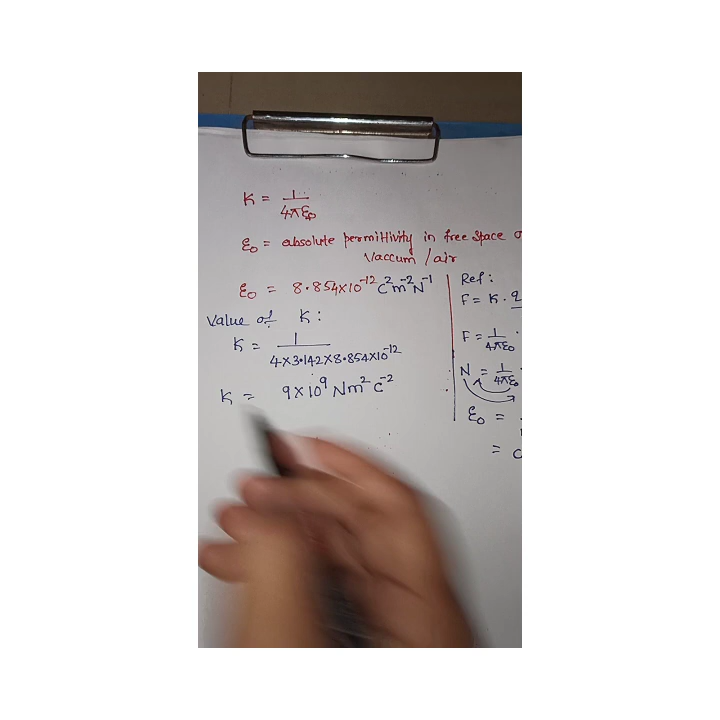 K = 1/4πε₀
ε₀ = absolute permittivity in free space
Vaccum / air
ε₀ = 8.854×10⁻¹² C²m⁻²N⁻¹
Value of K:
K = 1/4×3.142×8.854×10⁻¹²
K = 9×10⁹ Nm²C⁻²
Ref:
F = K.
F = 1/4πε₀ .
N = 1/4πε₀
ε₀ =
= C